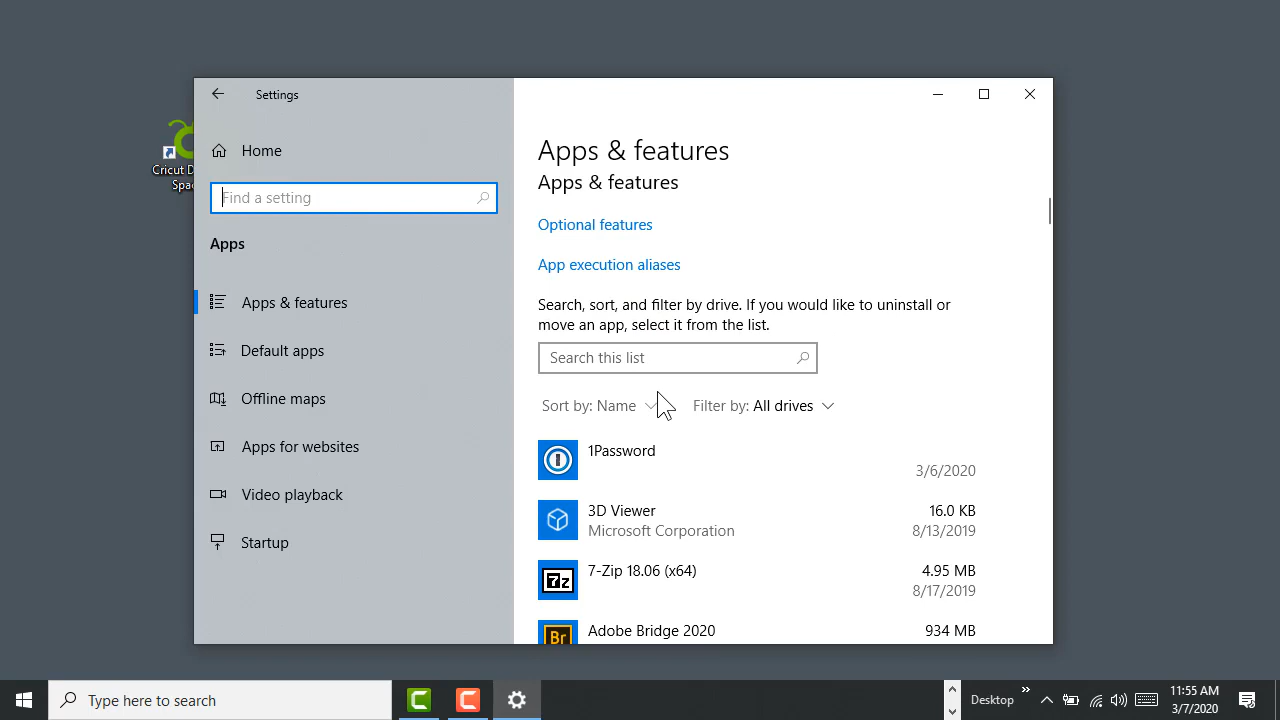 Settings
Home
Find a setting
Apps
Apps & features
Default apps
Offline maps
Apps for websites
Video playback
Startup
Apps & features
Apps & features
Optional features
App execution aliases
Search, sort, and filter by drive. If you would like to uninstall or
move an app, select it from the list.
Search this list
Sort by: Name Filter by: All drives
1Password
3/6/2020
3D Viewer 16.0 KB
Microsoft Corporation 8/13/2019
7z
7-Zip 18.06 (x64) 4.95 MB
8/17/2019
Br
Adobe Bridge 2020 934 MB
Cricut D
Spa
Type here to search
Desktop
11:55 AM
3/7/2020